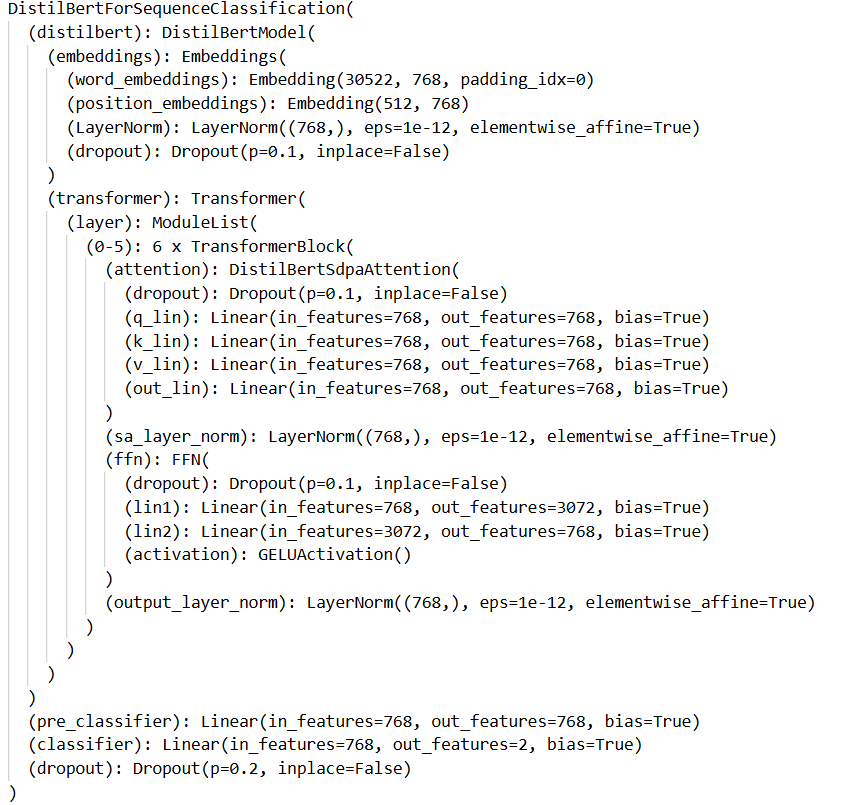 DistilBertForSequenceClassification(
  (distilbert): DistilBertModel(
    (embeddings): Embeddings(
      (word_embeddings): Embedding(30522, 768, padding_idx=0)
      (position_embeddings): Embedding(512, 768)
      (LayerNorm): LayerNorm((768,), eps=1e-12, elementwise_affine=True)
      (dropout): Dropout(p=0.1, inplace=False)
    )
    (transformer): Transformer(
      (layer): ModuleList(
        (0-5): 6 x TransformerBlock(
          (attention): DistilBertSdpaAttention(
            (dropout): Dropout(p=0.1, inplace=False)
            (q_lin): Linear(in_features=768, out_features=768, bias=True)
            (k_lin): Linear(in_features=768, out_features=768, bias=True)
            (v_lin): Linear(in_features=768, out_features=768, bias=True)
            (out_lin): Linear(in_features=768, out_features=768, bias=True)
          )
          (sa_layer_norm): LayerNorm((768,), eps=1e-12, elementwise_affine=True)
          (ffn): FFN(
            (dropout): Dropout(p=0.1, inplace=False)
            (lin1): Linear(in_features=768, out_features=3072, bias=True)
            (lin2): Linear(in_features=3072, out_features=768, bias=True)
            (activation): GELUActivation()
          )
          (output_layer_norm): LayerNorm((768,), eps=1e-12, elementwise_affine=True)
        )
      )
    )
  )
  (pre_classifier): Linear(in_features=768, out_features=768, bias=True)
  (classifier): Linear(in_features=768, out_features=2, bias=True)
  (dropout): Dropout(p=0.2, inplace=False)
)